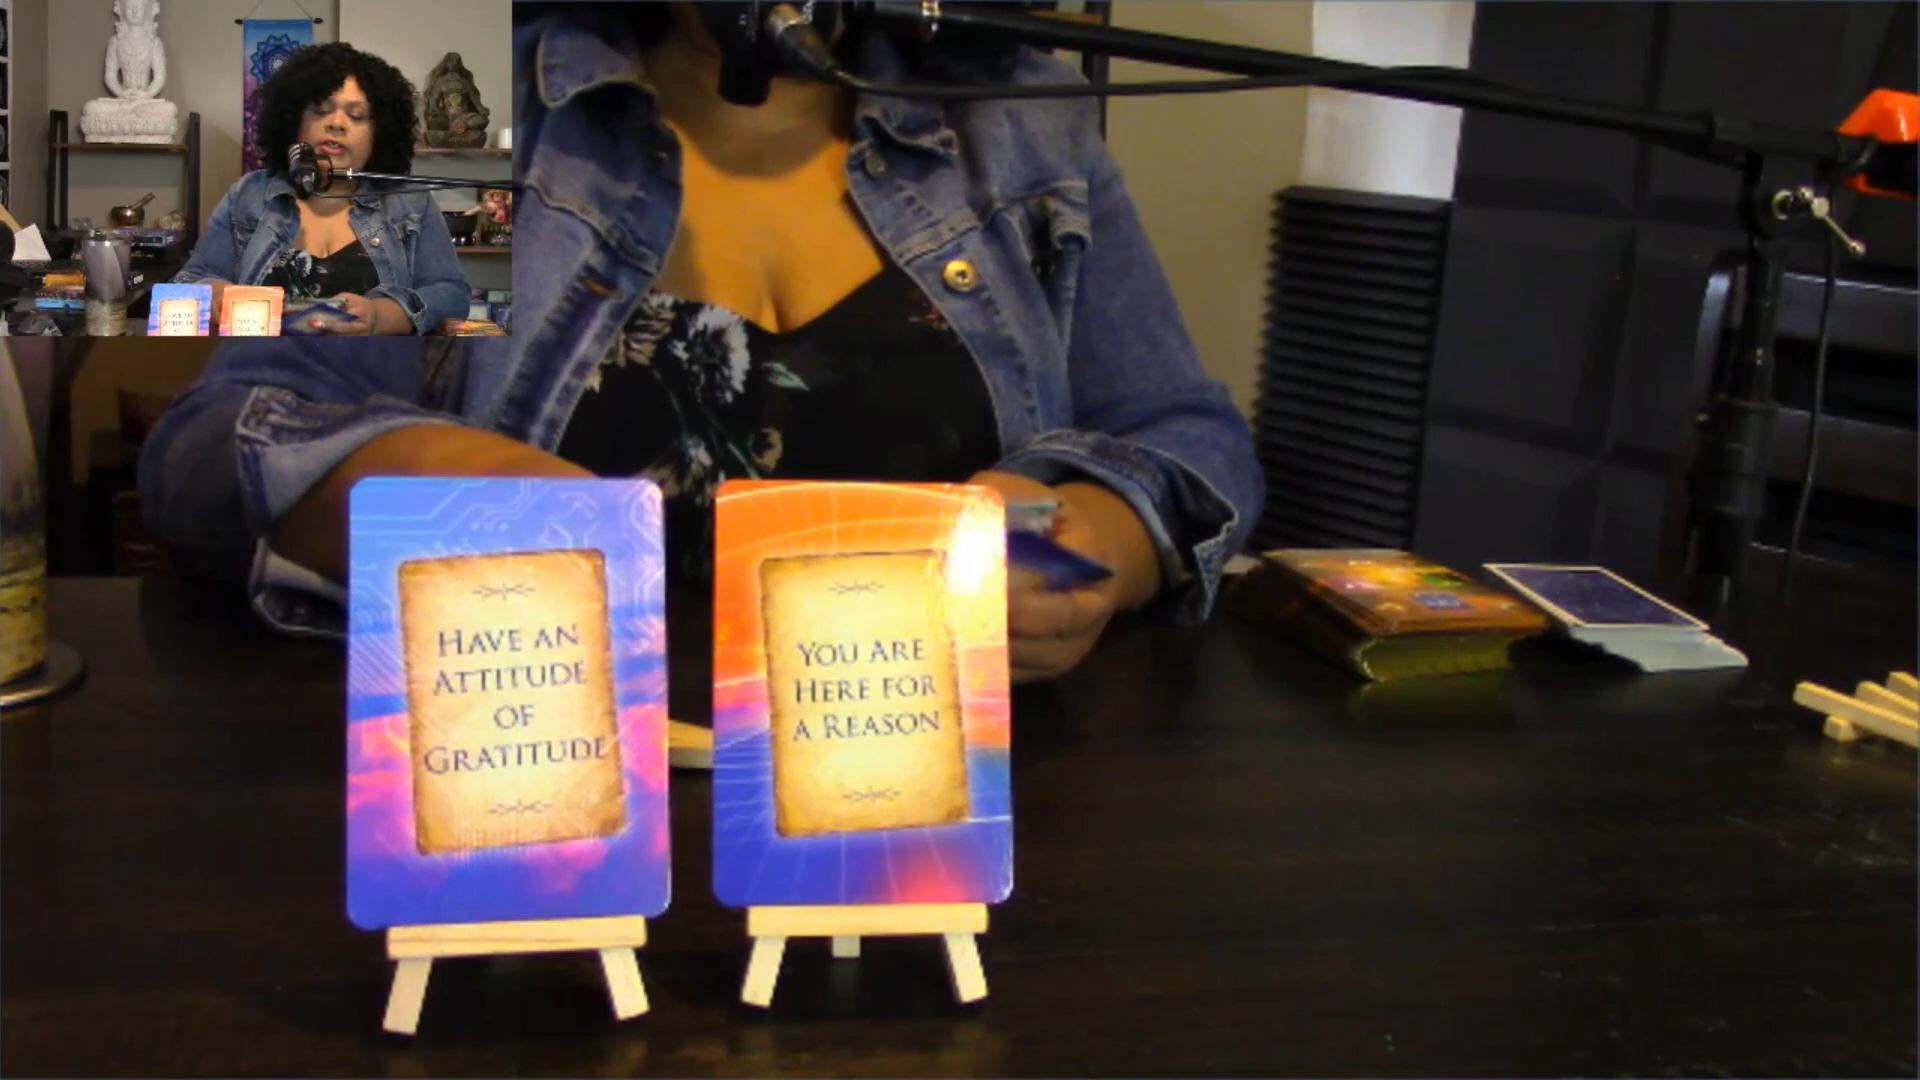 HAVE AN
ATTITUDE
OF
GRATITUDE
YOU ARE
HERE FOR
A REASON